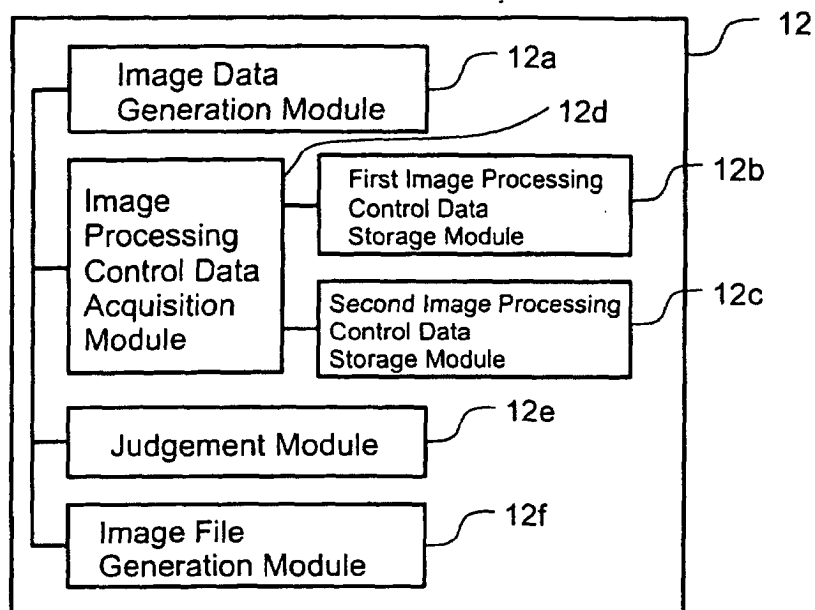 12
Image Data
Generation Module
12a
12d
Image
Processing
Control Data
Acquisition
Module
First Image Processing
Control Data
Storage Module
12b
Second Image Processing
Control Data
Storage Module
12c
Judgement Module
12e
Image File
Generation Module
12f